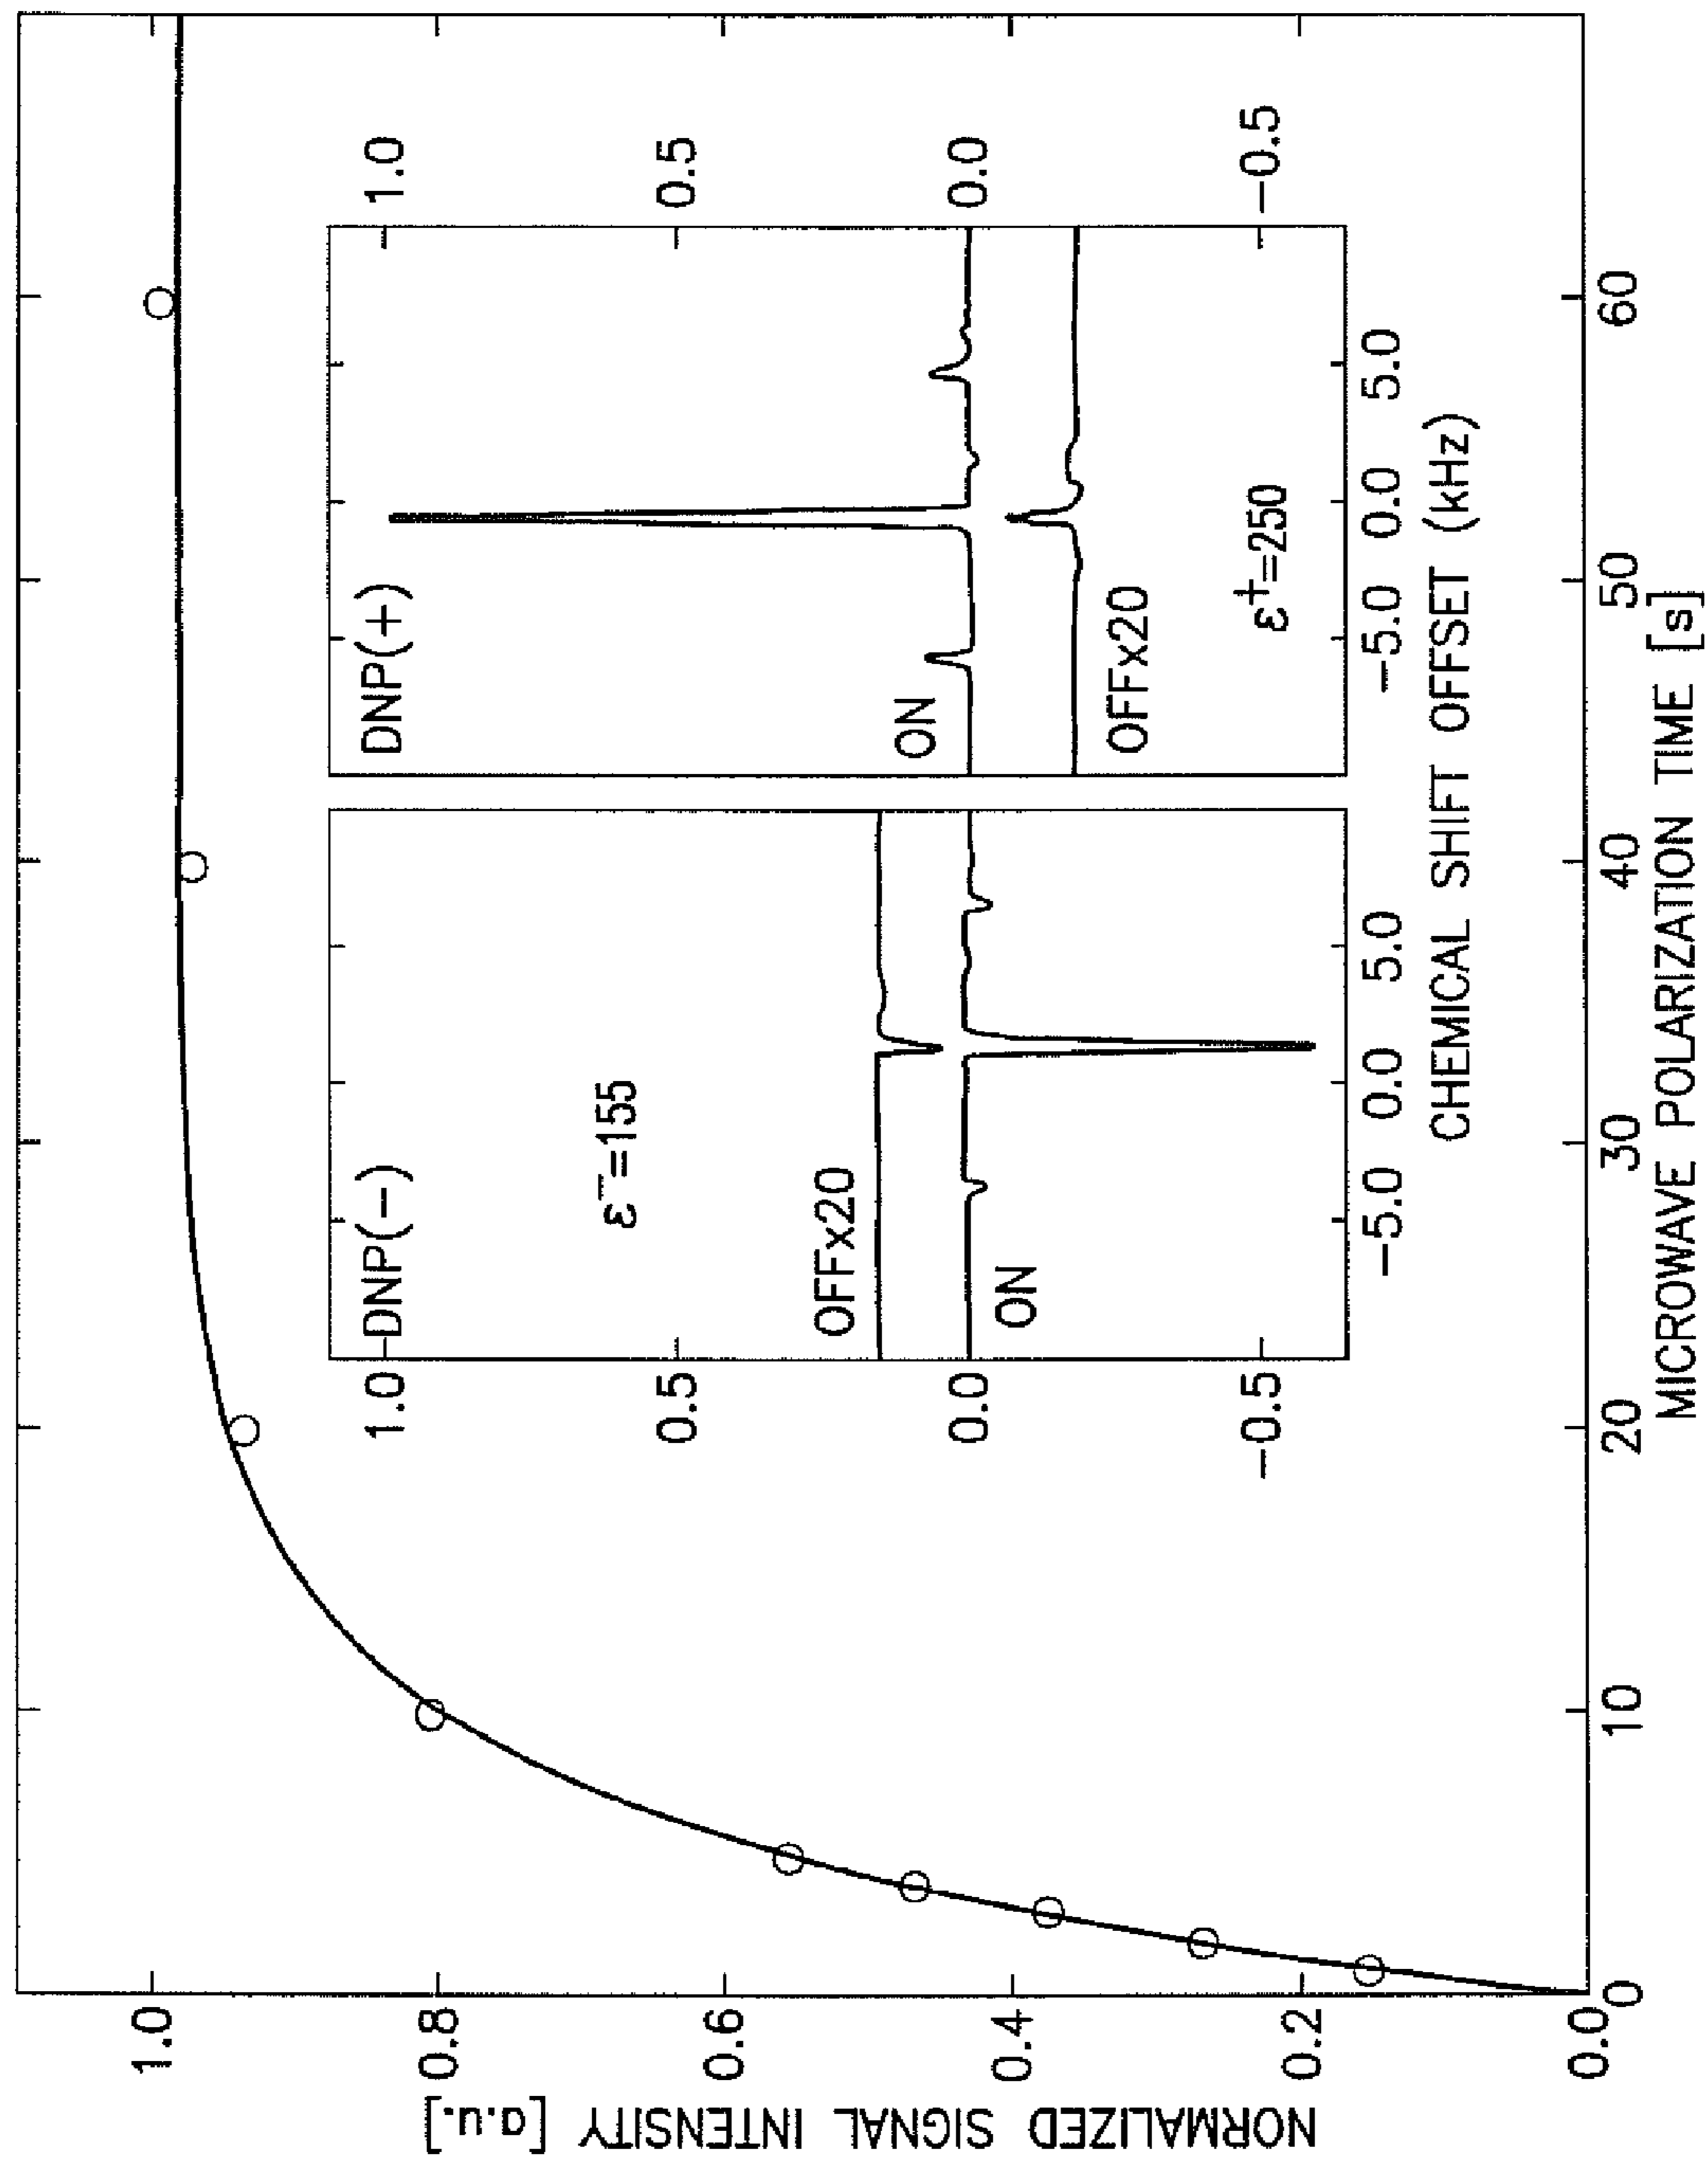 NORMALIZED SIGNAL INTENSITY [a.u.]
1.0
0.8
0.6
0.4
0.2
0.0
0
10
20
30
40
50
60
MICROWAVE POLARIZATION TIME [s]
DNP(-)
ε⁻=155
OFFx20
ON
1.0
0.5
0.0
-0.5
-5.0
0.0
5.0
DNP(+)
ON
OFFx20
ε⁺=250
1.0
0.5
0.0
-0.5
-5.0
0.0
5.0
CHEMICAL SHIFT OFFSET (kHz)